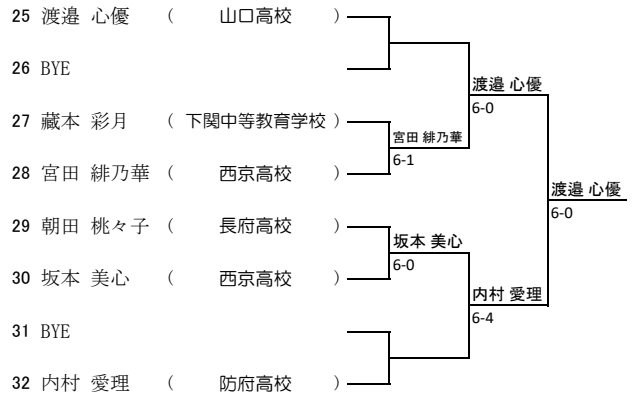 25 渡邉 心優 ( 山口高校 )
26 BYE
渡邉 心優
6-0
27 藏本 彩月 ( 下関中等教育学校 )
宮田 緋乃華
6-1
28 宮田 緋乃華 ( 西京高校 )
渡邉 心優
6-0
29 朝田 桃々子 ( 長府高校 )
坂本 美心
6-0
30 坂本 美心 ( 西京高校 )
内村 愛理
6-4
31 BYE
32 内村 愛理 ( 防府高校 )